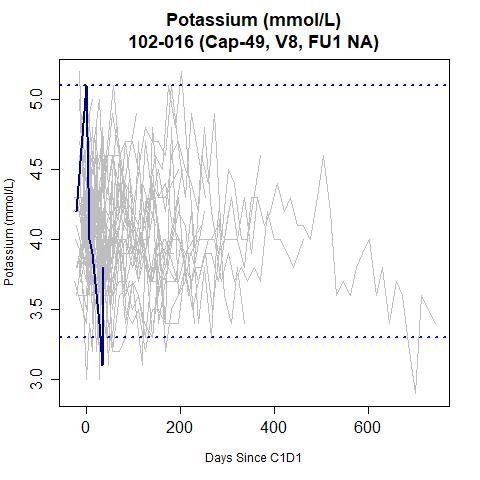 Potassium (mmol/L)
102-016 (Cap-49, V8, FU1 NA)
Potassium (mmol/L)
5.0
4.5
4.0
3.5
3.0
0
200
400
600
Days Since C1D1